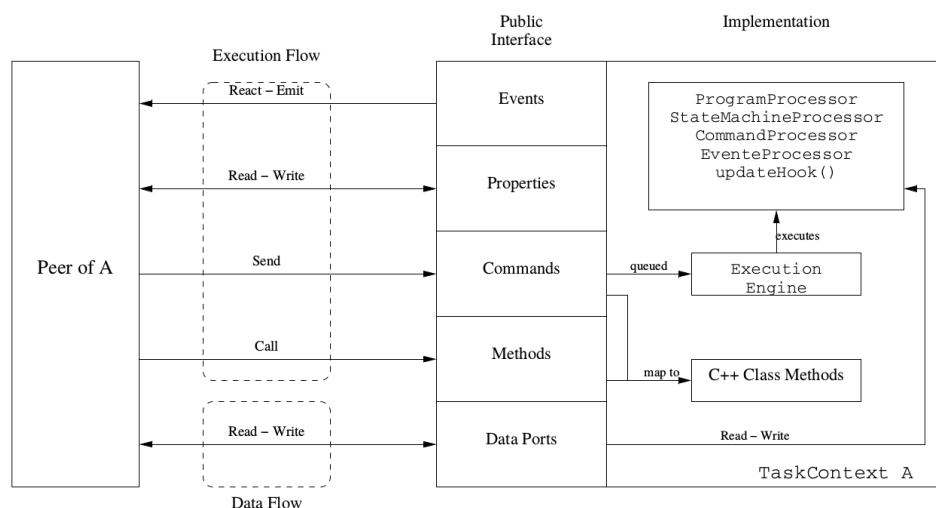 Public
Interface
Implementation
Execution Flow
React – Emit
Events
ProgramProcessor
StateMachineProcessor
CommandProcessor
EventeProcessor
updateHook()
Read – Write
Properties
executes
Peer of A
Send
Commands
queued
Execution
Engine
Call
Methods
map to
C++ Class Methods
Read – Write
Data Ports
Read – Write
TaskContext A
Data Flow